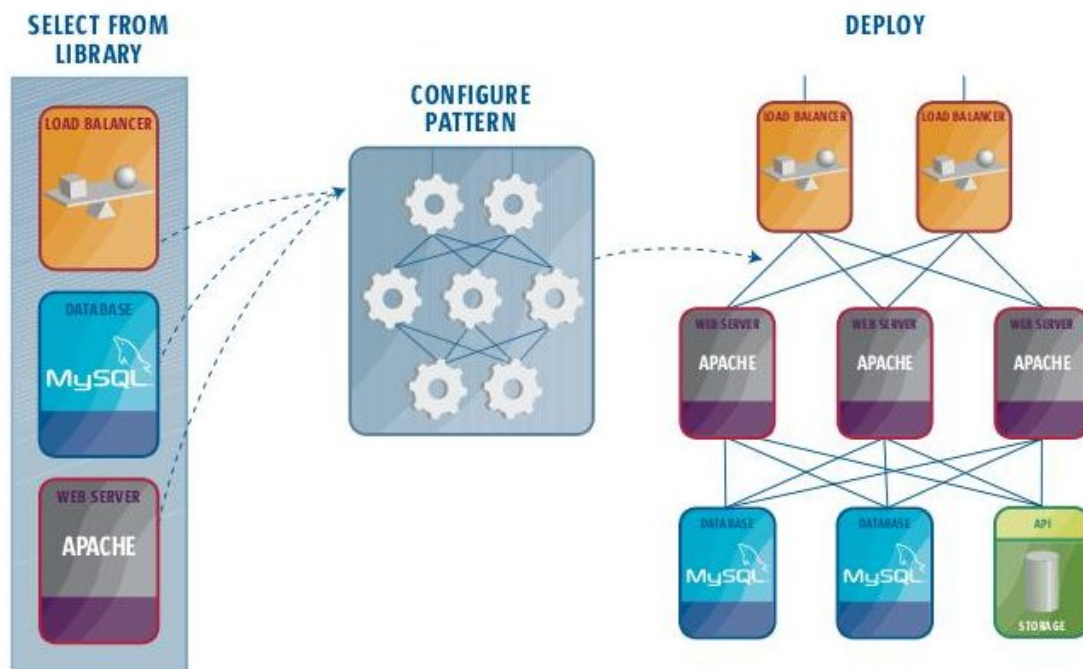 SELECT FROM
LIBRARY
LOAD BALANCER
DATABASE
MySQL
WEB SERVER
APACHE
CONFIGURE
PATTERN
DEPLOY
LOAD BALANCER
LOAD BALANCER
WEB SERVER
APACHE
WEB SERVER
APACHE
WEB SERVER
APACHE
DATABASE
MySQL
DATABASE
MySQL
API
STORAGE